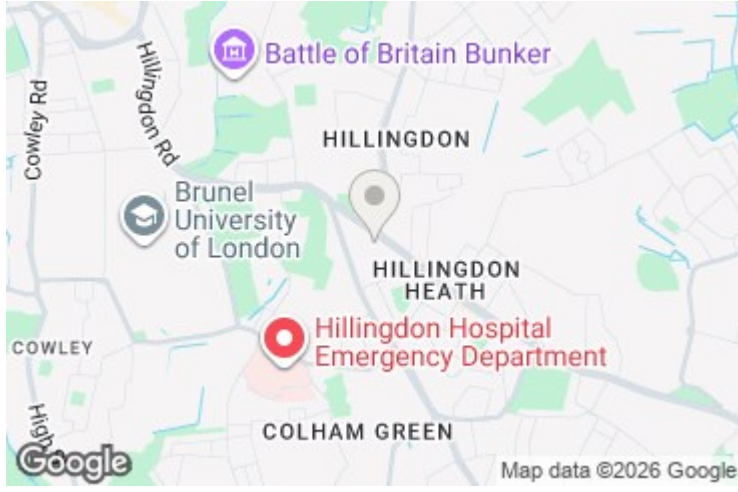 Battle of Britain Bunker
Hillingdon Rd
Cowley Rd
HILLINGDON
Brunel
University
of London
HILLINGDON
HEATH
Hillingdon Hospital
Emergency Department
COWLEY
High S
COLHAM GREEN
Google
Map data ©2026 Google